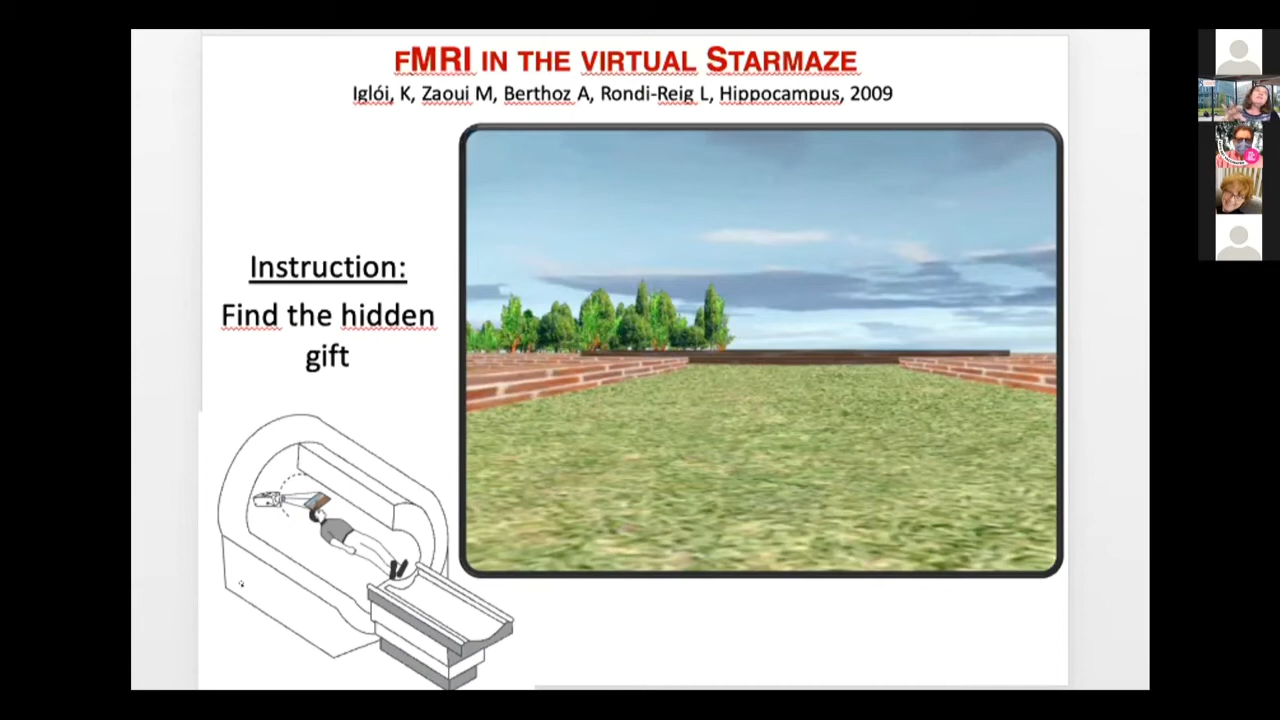 FMRI IN THE VIRTUAL STARMAZE
Iglói, K, Zaoui M, Berthoz A, Rondi-Reig L, Hippocampus, 2009
Instruction:
Find the hidden
gift